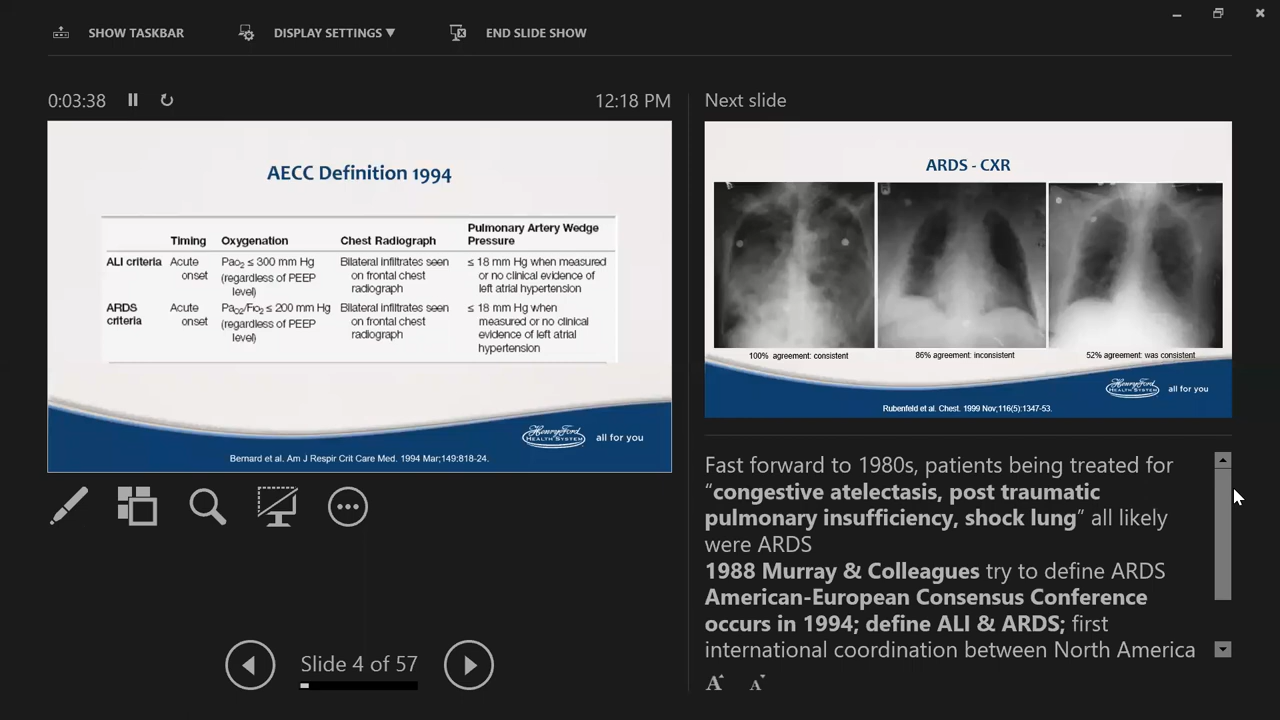 SHOW TASKBAR
DISPLAY SETTINGS ▼
END SLIDE SHOW
0:03:38
12:18 PM
AECC Definition 1994
Timing
Oxygenation
Chest Radiograph
Pulmonary Artery Wedge
Pressure
ALI criteria
Acute
onset
Pao₂ ≤ 300 mm Hg
(regardless of PEEP
level)
Bilateral infiltrates seen
on frontal chest
radiograph
≤ 18 mm Hg when measured
or no clinical evidence of
left atrial hypertension
ARDS
criteria
Acute
onset
Pao₂/Fio₂ ≤ 200 mm Hg
(regardless of PEEP
level)
Bilateral infiltrates seen
on frontal chest
radiograph
≤ 18 mm Hg when
measured or no clinical
evidence of left atrial
hypertension
Henry Ford
HEALTH SYSTEM
all for you
Bernard et al. Am J Respir Crit Care Med. 1994 Mar;149:818-24.
Slide 4 of 57
Next slide
ARDS - CXR
100% agreement: consistent
86% agreement: inconsistent
52% agreement: was consistent
Henry Ford
HEALTH SYSTEM
all for you
Rubenfeld et al. Chest. 1999 Nov;116(5):1347-53.
Fast forward to 1980s, patients being treated for
“congestive atelectasis, post traumatic
pulmonary insufficiency, shock lung” all likely
were ARDS
1988 Murray & Colleagues try to define ARDS
American-European Consensus Conference
occurs in 1994; define ALI & ARDS; first
international coordination between North America
A A